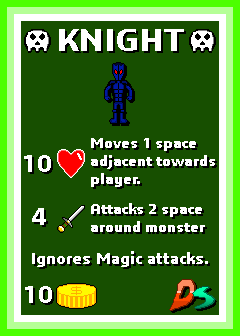 KNIGHT
10 Moves 1 space
adjacent towards
player.
4 Attacks 2 space
around monster
Ignores Magic attacks.
10 DS